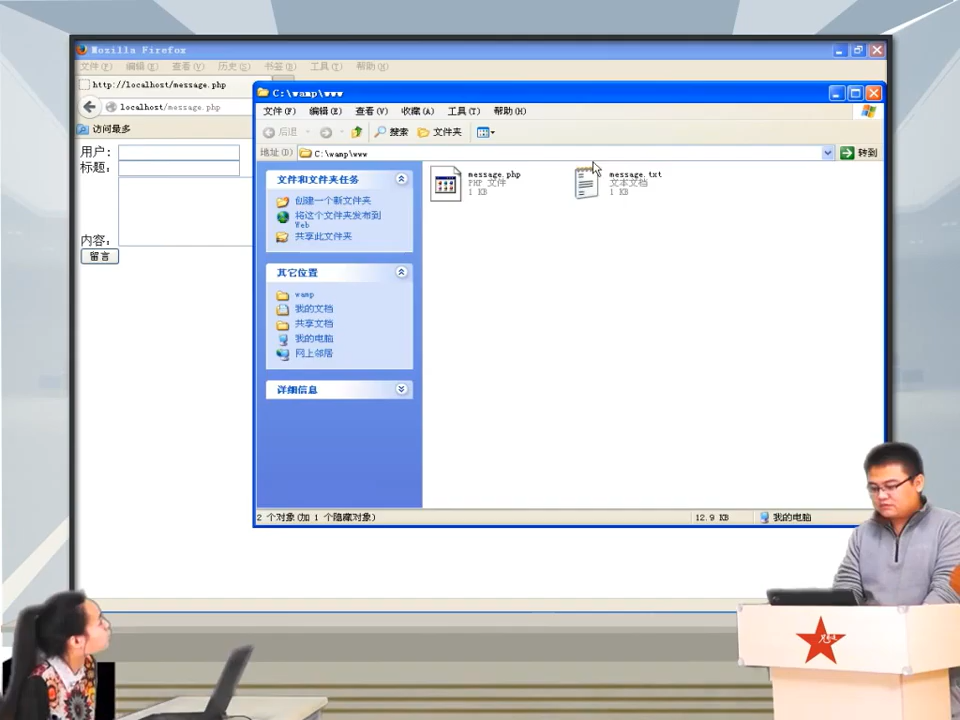 Mozilla Firefox
文件(F) 编辑(E) 查看(V) 历史(S) 书签(B) 工具(T) 帮助(H)
http://localhost/message.php
localhost/message.php
访问最多
用户:
标题:
内容:
留言
C:\wamp\www
文件(F) 编辑(E) 查看(V) 收藏(A) 工具(T) 帮助(H)
后退 搜索 文件夹
地址(D) C:\wamp\www 转到
文件和文件夹任务
创建一个新文件夹
将这个文件夹发布到
Web
共享此文件夹
其它位置
wamp
我的文档
共享文档
我的电脑
网上邻居
详细信息
message.php
PHP 文件
1 KB
message.txt
文本文档
1 KB
2 个对象(加 1 个隐藏对象) 12.9 KB 我的电脑